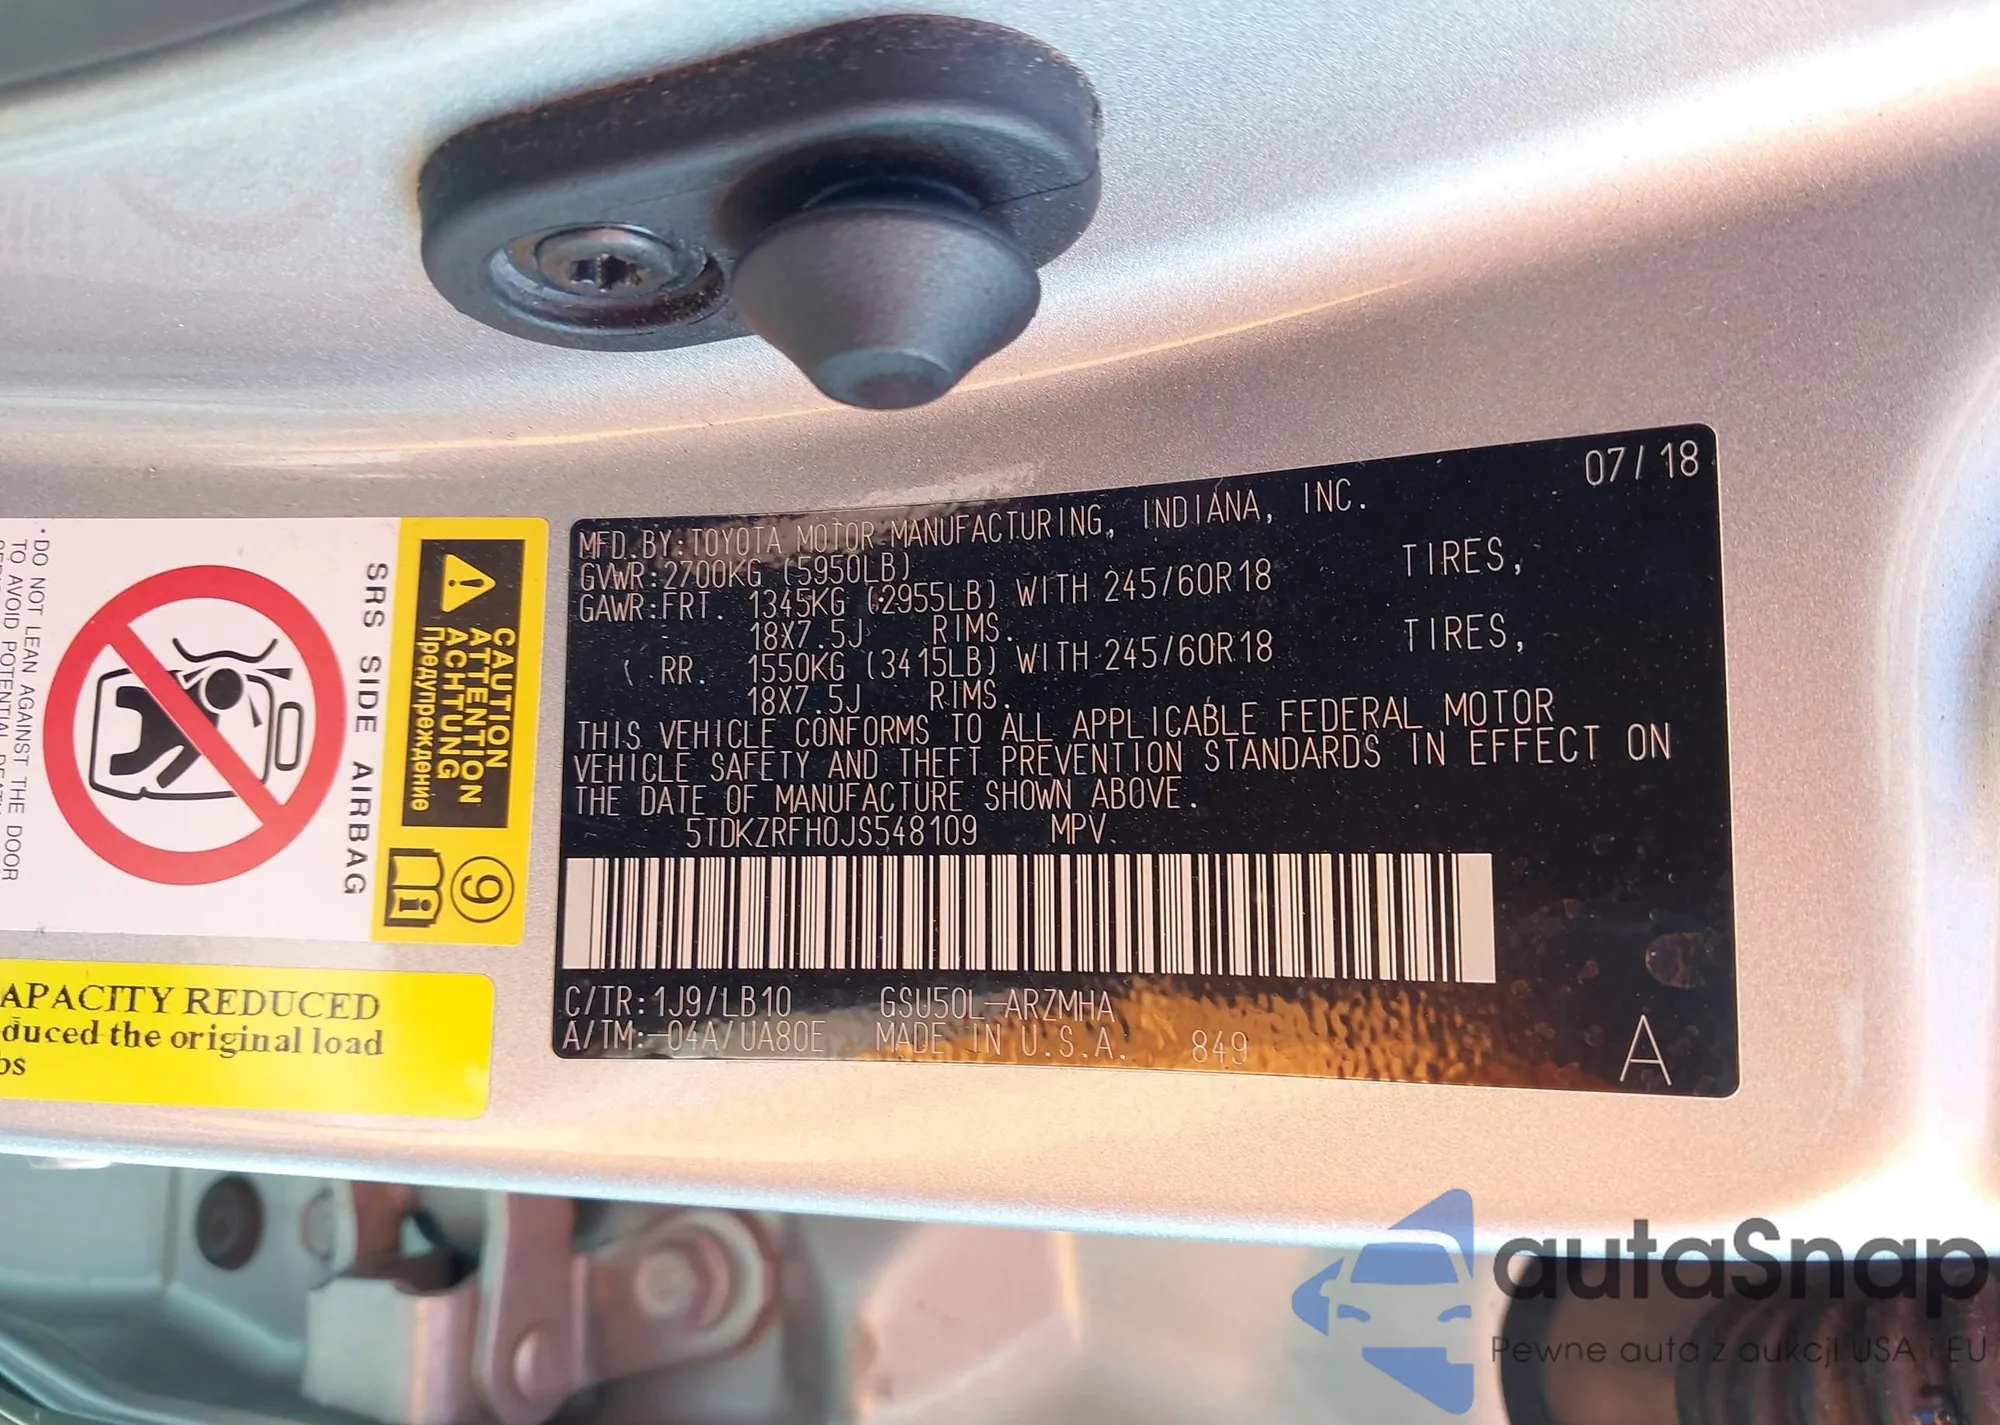 07/18
MFD.BY:TOYOTA MOTOR MANUFACTURING, INDIANA, INC.
GVWR:2700KG (5950LB)
GAWR:FRT. 1345KG (2955LB) WITH 245/60R18 TIRES,
18X7.5J RIMS.
RR. 1550KG (3415LB) WITH 245/60R18 TIRES,
18X7.5J RIMS.
THIS VEHICLE CONFORMS TO ALL APPLICABLE FEDERAL MOTOR
VEHICLE SAFETY AND THEFT PREVENTION STANDARDS IN EFFECT ON
THE DATE OF MANUFACTURE SHOWN ABOVE.
5TDKZRFH0JS548109 MPV.
C/TR:1J9/LB10 GSU50L-ARZMHA
A/TM:-04A/UA80E MADE IN U.S.A. 849
A
CAUTION
ATTENTION
ACHTUNG
Предупреждение
9
i
SRS SIDE AIRBAG
•DO NOT LEAN AGAINST THE DOOR
TO AVOID POTENTIAL
APACITY REDUCED
duced the original load
bs
autaSnap
Pewne auta z aukcji USA i EU